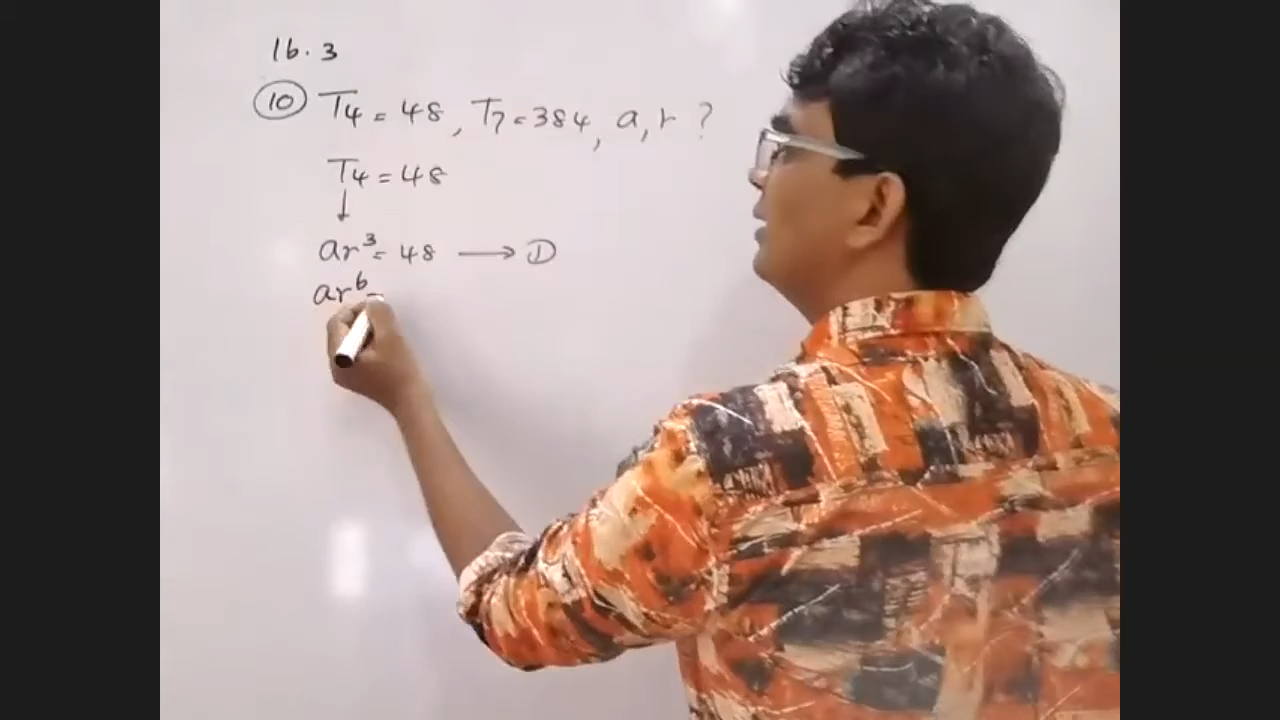 16.3
⑩ T₄ = 48, T₇ = 384, a, r ?
T₄ = 48
↓
ar³ = 48 ⟶ ①
ar⁶ =